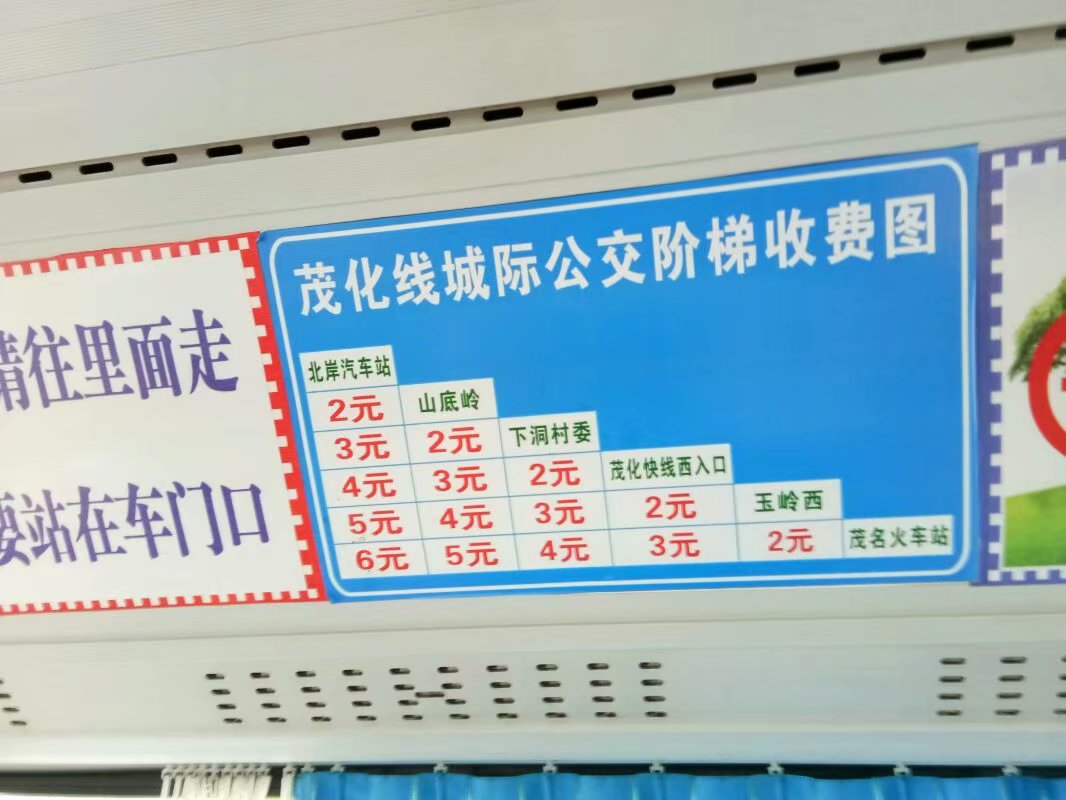 请往里面走
要站在车门口
茂化线城际公交阶梯收费图
北岸汽车站
2元 山底岭
3元 2元 下洞村委
4元 3元 2元 茂化快线西入口
5元 4元 3元 2元 玉岭西
6元 5元 4元 3元 2元 茂名火车站